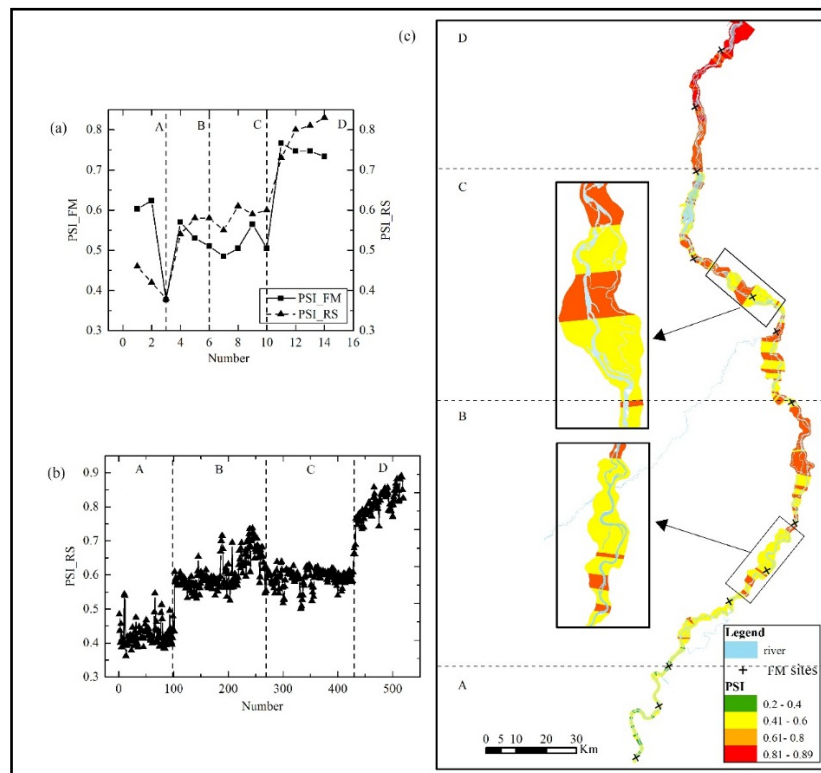 (a)
A
B
C
D
0.8
0.7
0.6
0.5
0.4
0.3
PSI_FM
0.8
0.7
0.6
0.5
0.4
0.3
PSI_RS
PSI_FM
PSI_RS
0 2 4 6 8 10 12 14 16
Number
(b)
A
B
C
D
0.9
0.8
0.7
0.6
0.5
0.4
0.3
PSI_RS
0 100 200 300 400 500
Number
(c)
D
C
B
A
Legend
river
FM sites
PSI
0.2 - 0.4
0.41 - 0.6
0.61- 0.8
0.81 - 0.89
0 5 10 20 30
Km